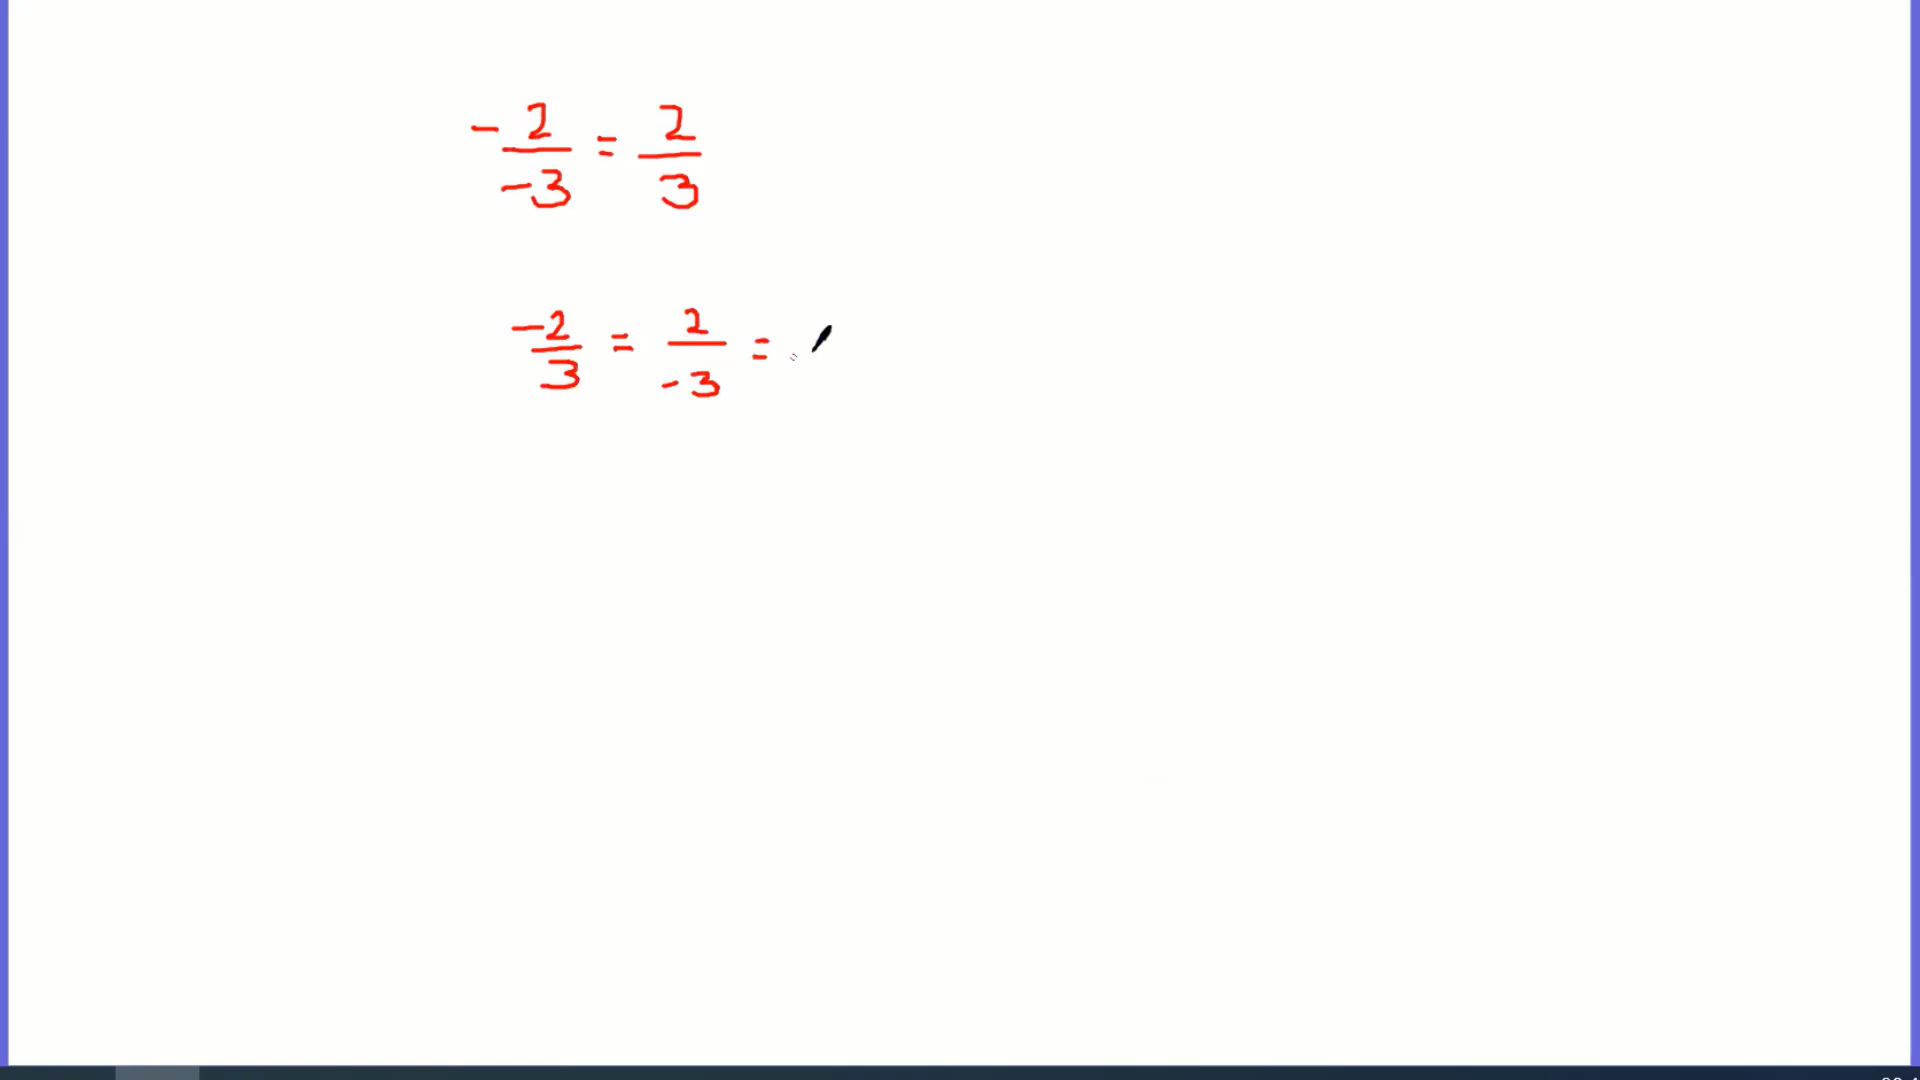 -2/-3 = 2/3
-2/3 = 2/-3 =